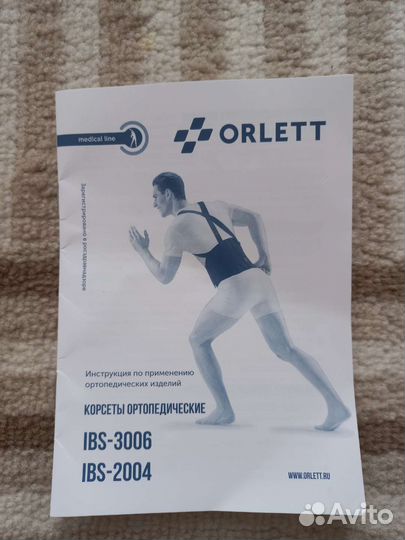 medical line
ORLETT
Зарегистрировано в росздравнадзоре
Инструкция по применению
ортопедических изделий
КОРСЕТЫ ОРТОПЕДИЧЕСКИЕ
IBS-3006
IBS-2004
WWW.ORLETT.RU
Avito